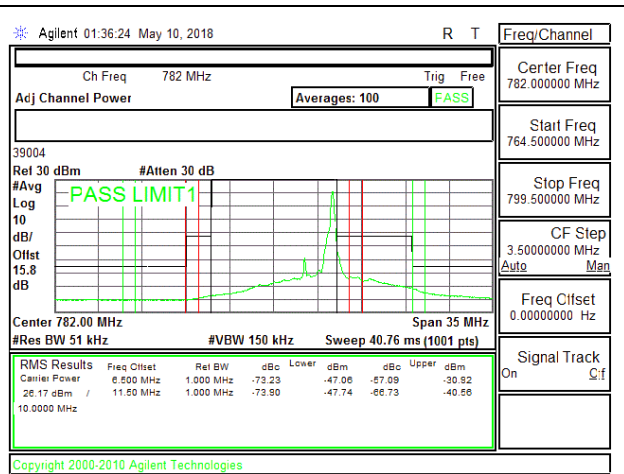 Agilent 01:36:24 May 10, 2018 R T
Freq/Channel
Ch Freq 782 MHz Trig Free
Adj Channel Power Averages: 100 PASS
Center Freq
782.000000 MHz
Start Freq
764.500000 MHz
Stop Freq
799.500000 MHz
CF Step
3.50000000 MHz
Auto Man
Freq Offset
0.00000000 Hz
Signal Track
On Off
39004
Ref 30 dBm #Atten 30 dB
#Avg
Log
10
dB/
Offst
15.8
dB
PASS LIMIT1
Center 782.00 MHz Span 35 MHz
#Res BW 51 kHz #VBW 150 kHz Sweep 40.76 ms (1001 pts)
RMS Results Freq Offset Ref BW dBc Lower dBm dBc Upper dBm
Carrier Power 6.500 MHz 1.000 MHz -73.23 -47.06 -57.09 -30.92
26.17 dBm / 11.50 MHz 1.000 MHz -73.90 -47.74 -66.73 -40.56
10.0000 MHz
Copyright 2000-2010 Agilent Technologies